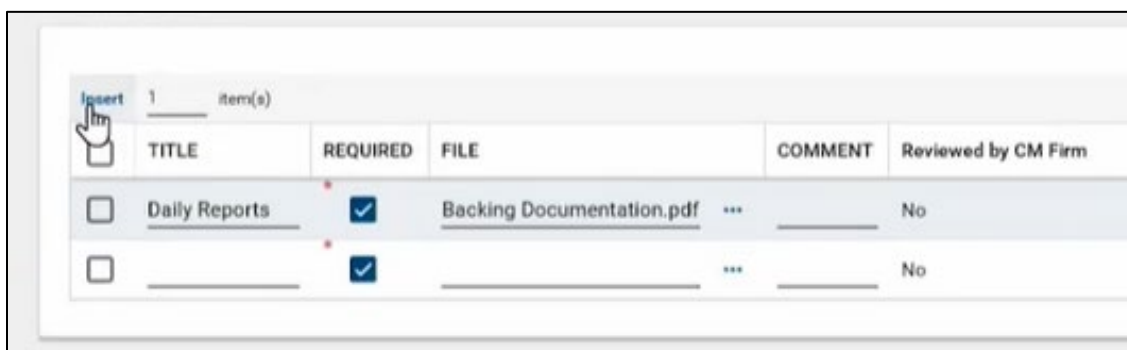 Insert 1 item(s)
TITLE REQUIRED FILE COMMENT Reviewed by CM Firm
Daily Reports * Backing Documentation.pdf ••• No
* ••• No